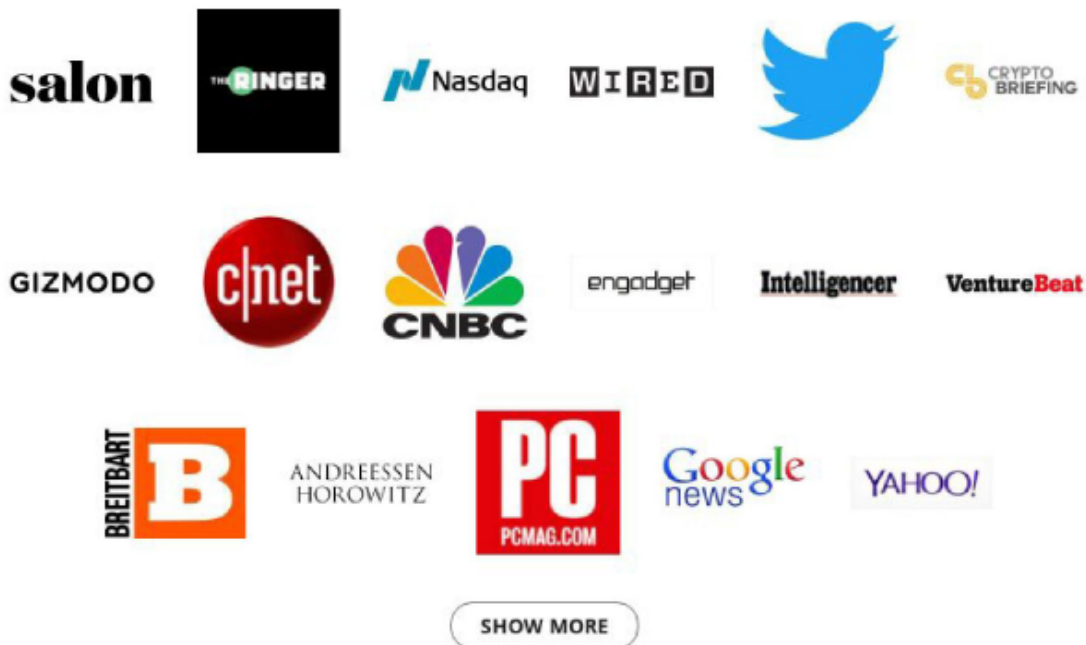 salon
THE RINGER
Nasdaq
WIRED
CRYPTO
BRIEFING
GIZMODO
c|net
CNBC
engadget
Intelligencer
VentureBeat
BREITBART
B
ANDREESSEN
HOROWITZ
PC
PCMAG.COM
Google
news
YAHOO!
SHOW MORE